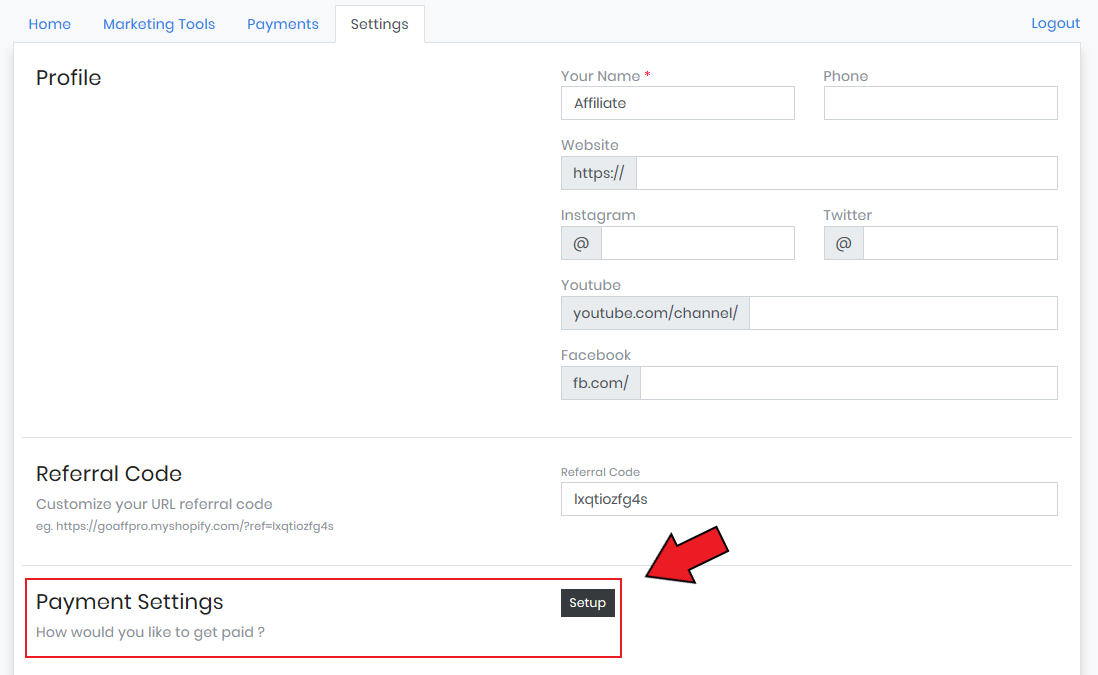 Home Marketing Tools Payments Settings Logout
Profile
Your Name * Phone
Affiliate
Website
https://
Instagram Twitter
@ @
Youtube
youtube.com/channel/
Facebook
fb.com/
Referral Code Referral Code
Customize your URL referral code lxqtiozfg4s
eg. https://goaffpro.myshopify.com/?ref=lxqtiozfg4s
Payment Settings Setup
How would you like to get paid ?